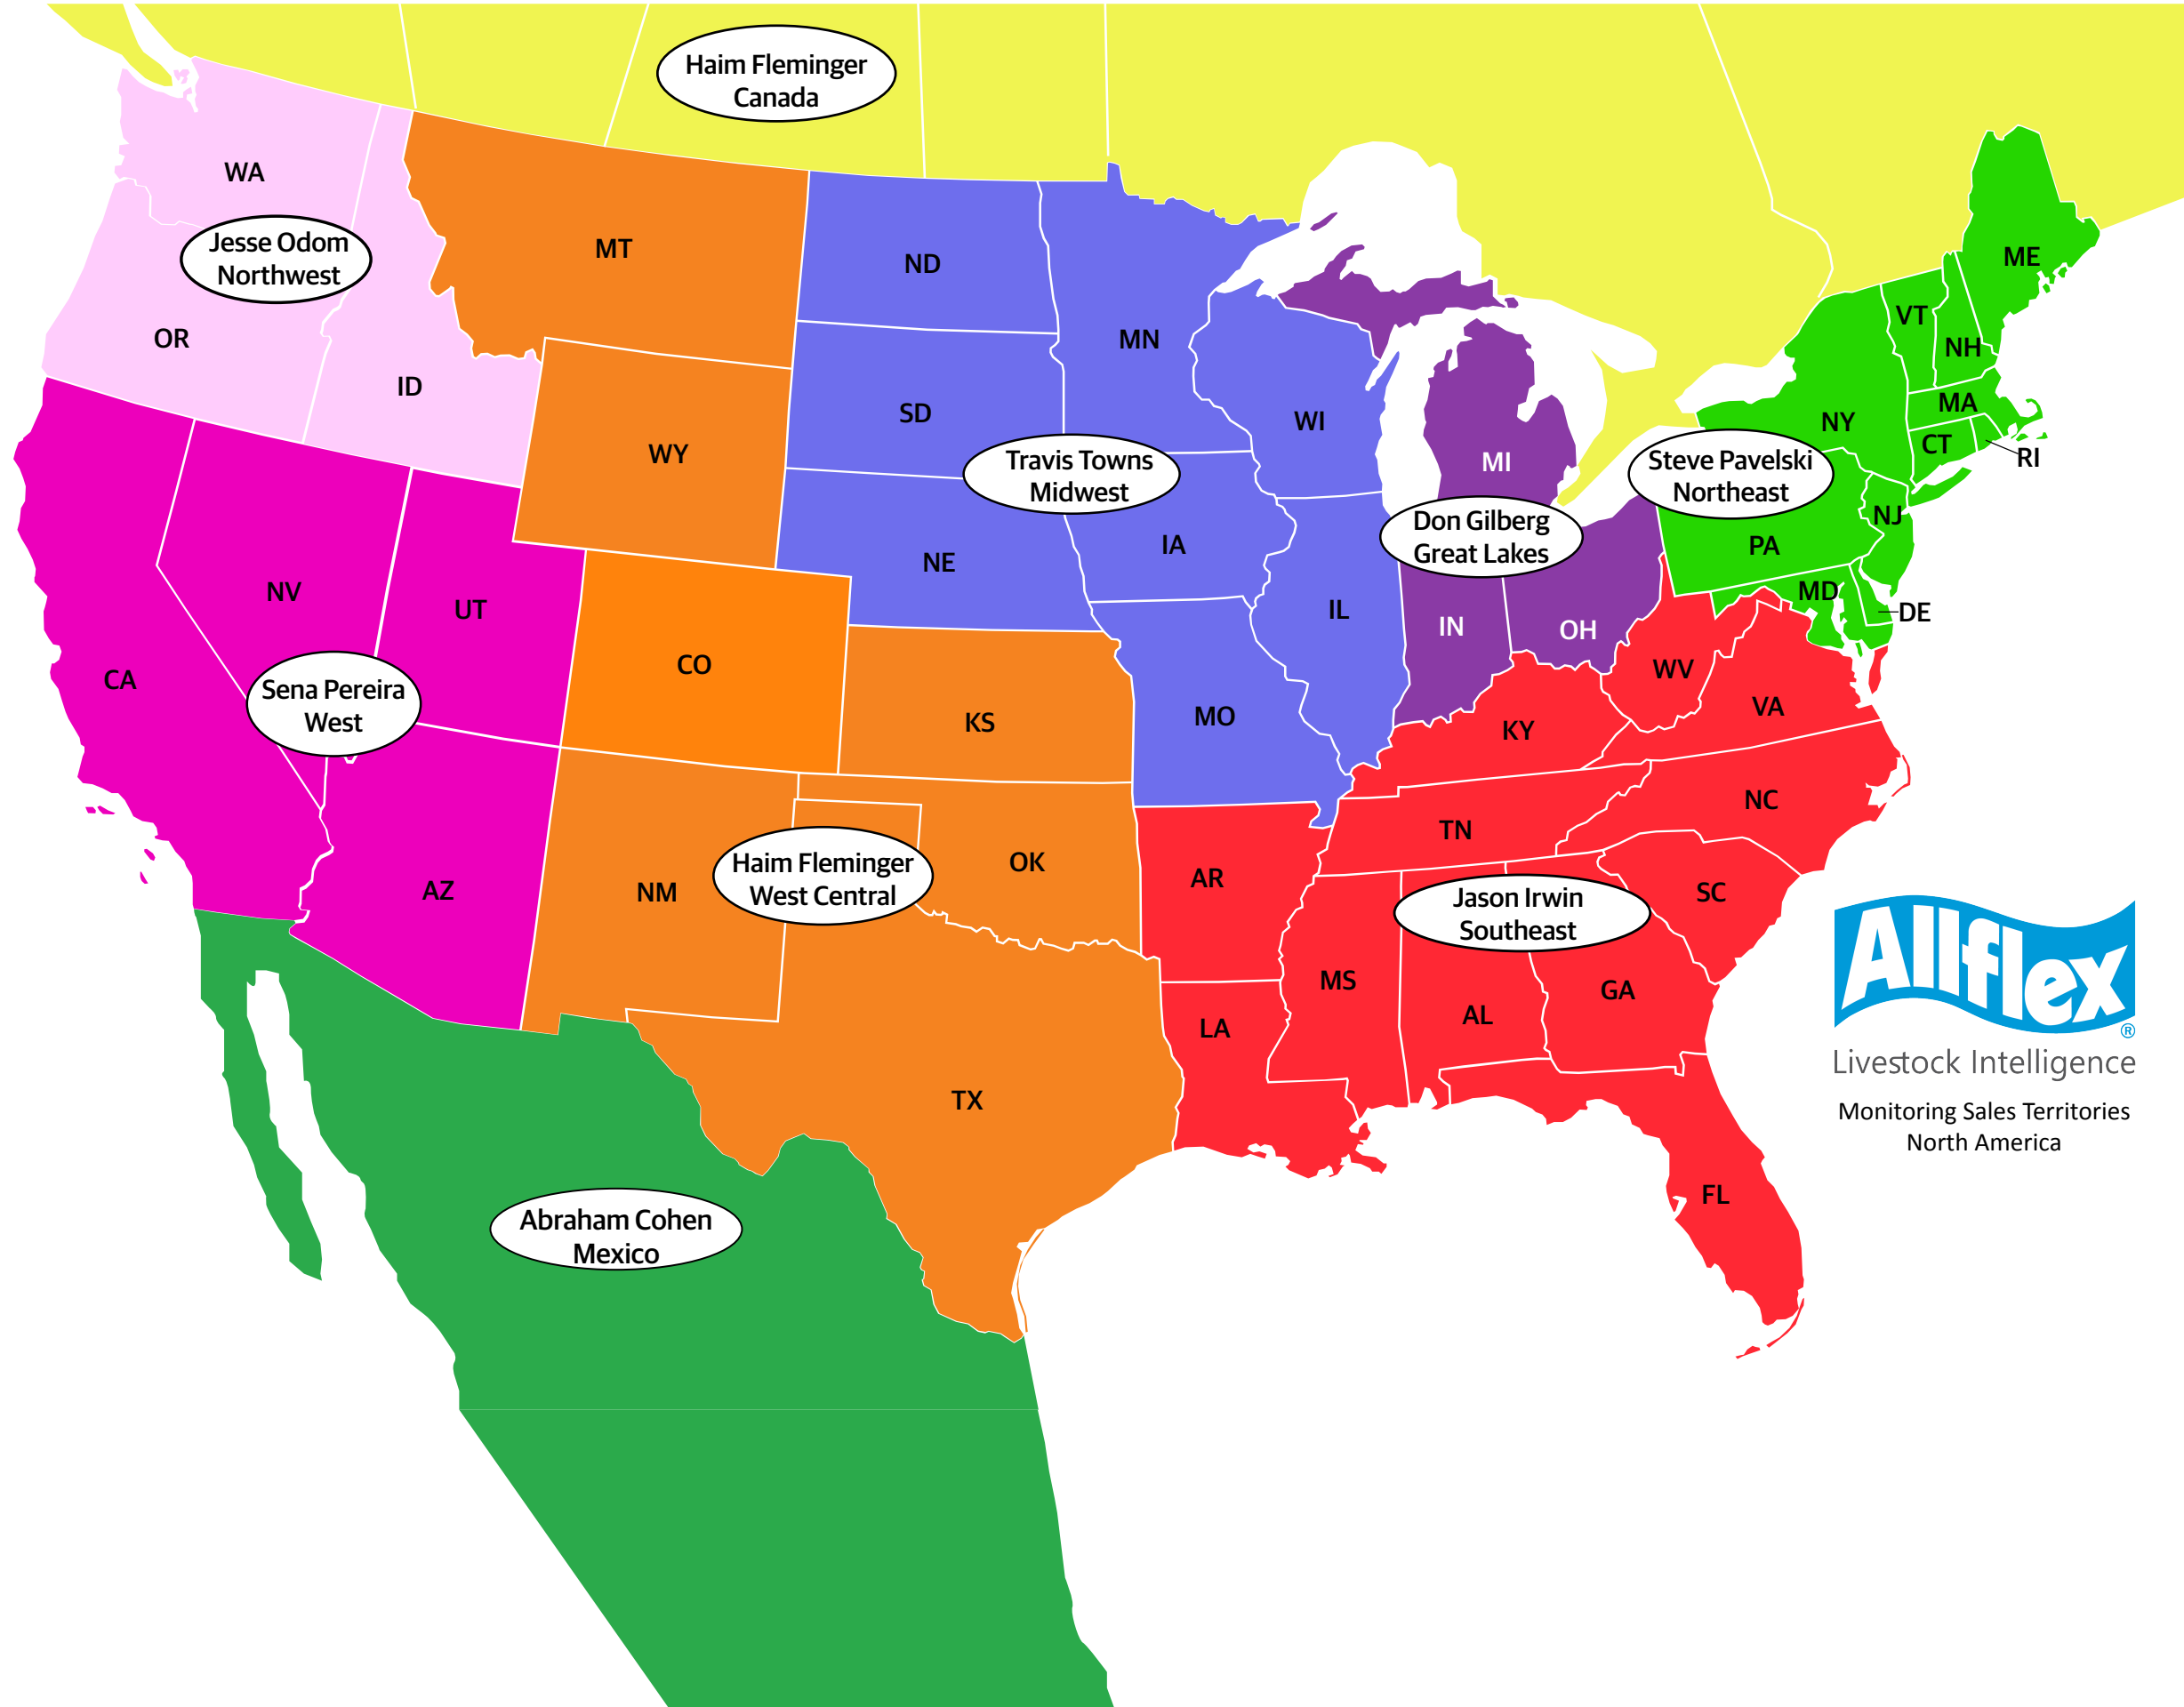 Haim Fleminger
Canada
WA
Jesse Odom
Northwest
OR
ID
MT
WY
ND
SD
NE
MN
WI
Travis Towns
Midwest
IA
IL
MO
MI
Don Gilberg
Great Lakes
IN
OH
ME
VT
NH
NY
MA
CT
RI
Steve Pavelski
Northeast
NJ
PA
MD
DE
CA
NV
UT
Sena Pereira
West
AZ
CO
KS
NM
Haim Fleminger
West Central
OK
TX
WV
VA
KY
NC
TN
AR
SC
Jason Irwin
Southeast
MS
AL
GA
LA
FL
Abraham Cohen
Mexico
Allflex
®
Livestock Intelligence
Monitoring Sales Territories
North America